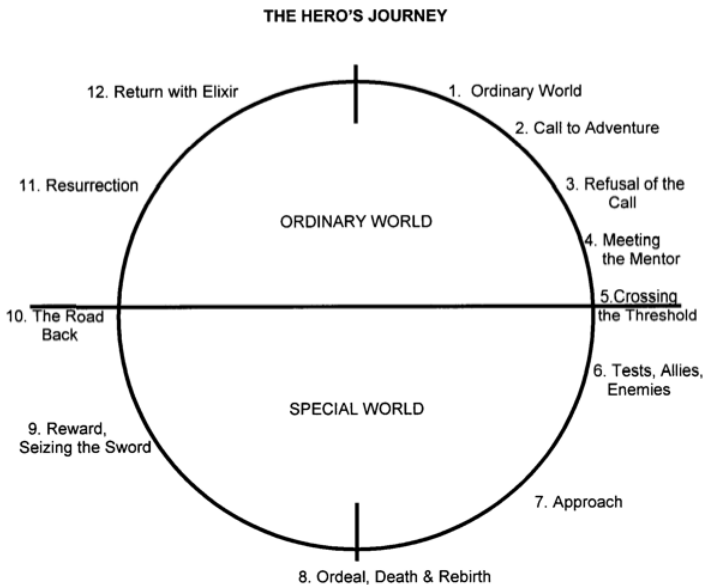 THE HERO'S JOURNEY
12. Return with Elixir
1. Ordinary World
2. Call to Adventure
11. Resurrection
3. Refusal of the
Call
ORDINARY WORLD
4. Meeting
the Mentor
5.Crossing
the Threshold
10. The Road
Back
6. Tests, Allies,
Enemies
SPECIAL WORLD
9. Reward,
Seizing the Sword
7. Approach
8. Ordeal, Death & Rebirth